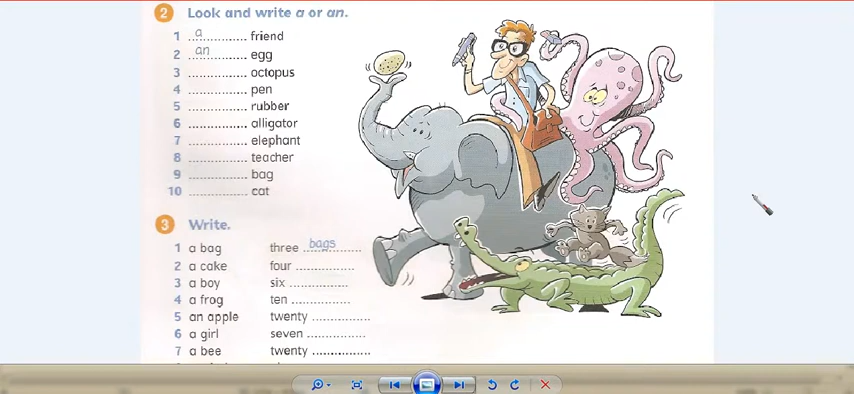 2 Look and write a or an.
1 a friend
2 an egg
3 .............. octopus
4 .............. pen
5 .............. rubber
6 .............. alligator
7 .............. elephant
8 .............. teacher
9 .............. bag
10 .............. cat
3 Write.
1 a bag three bags
2 a cake four ..............
3 a boy six ..............
4 a frog ten ..............
5 an apple twenty ..............
6 a girl seven ..............
7 a bee twenty ..............